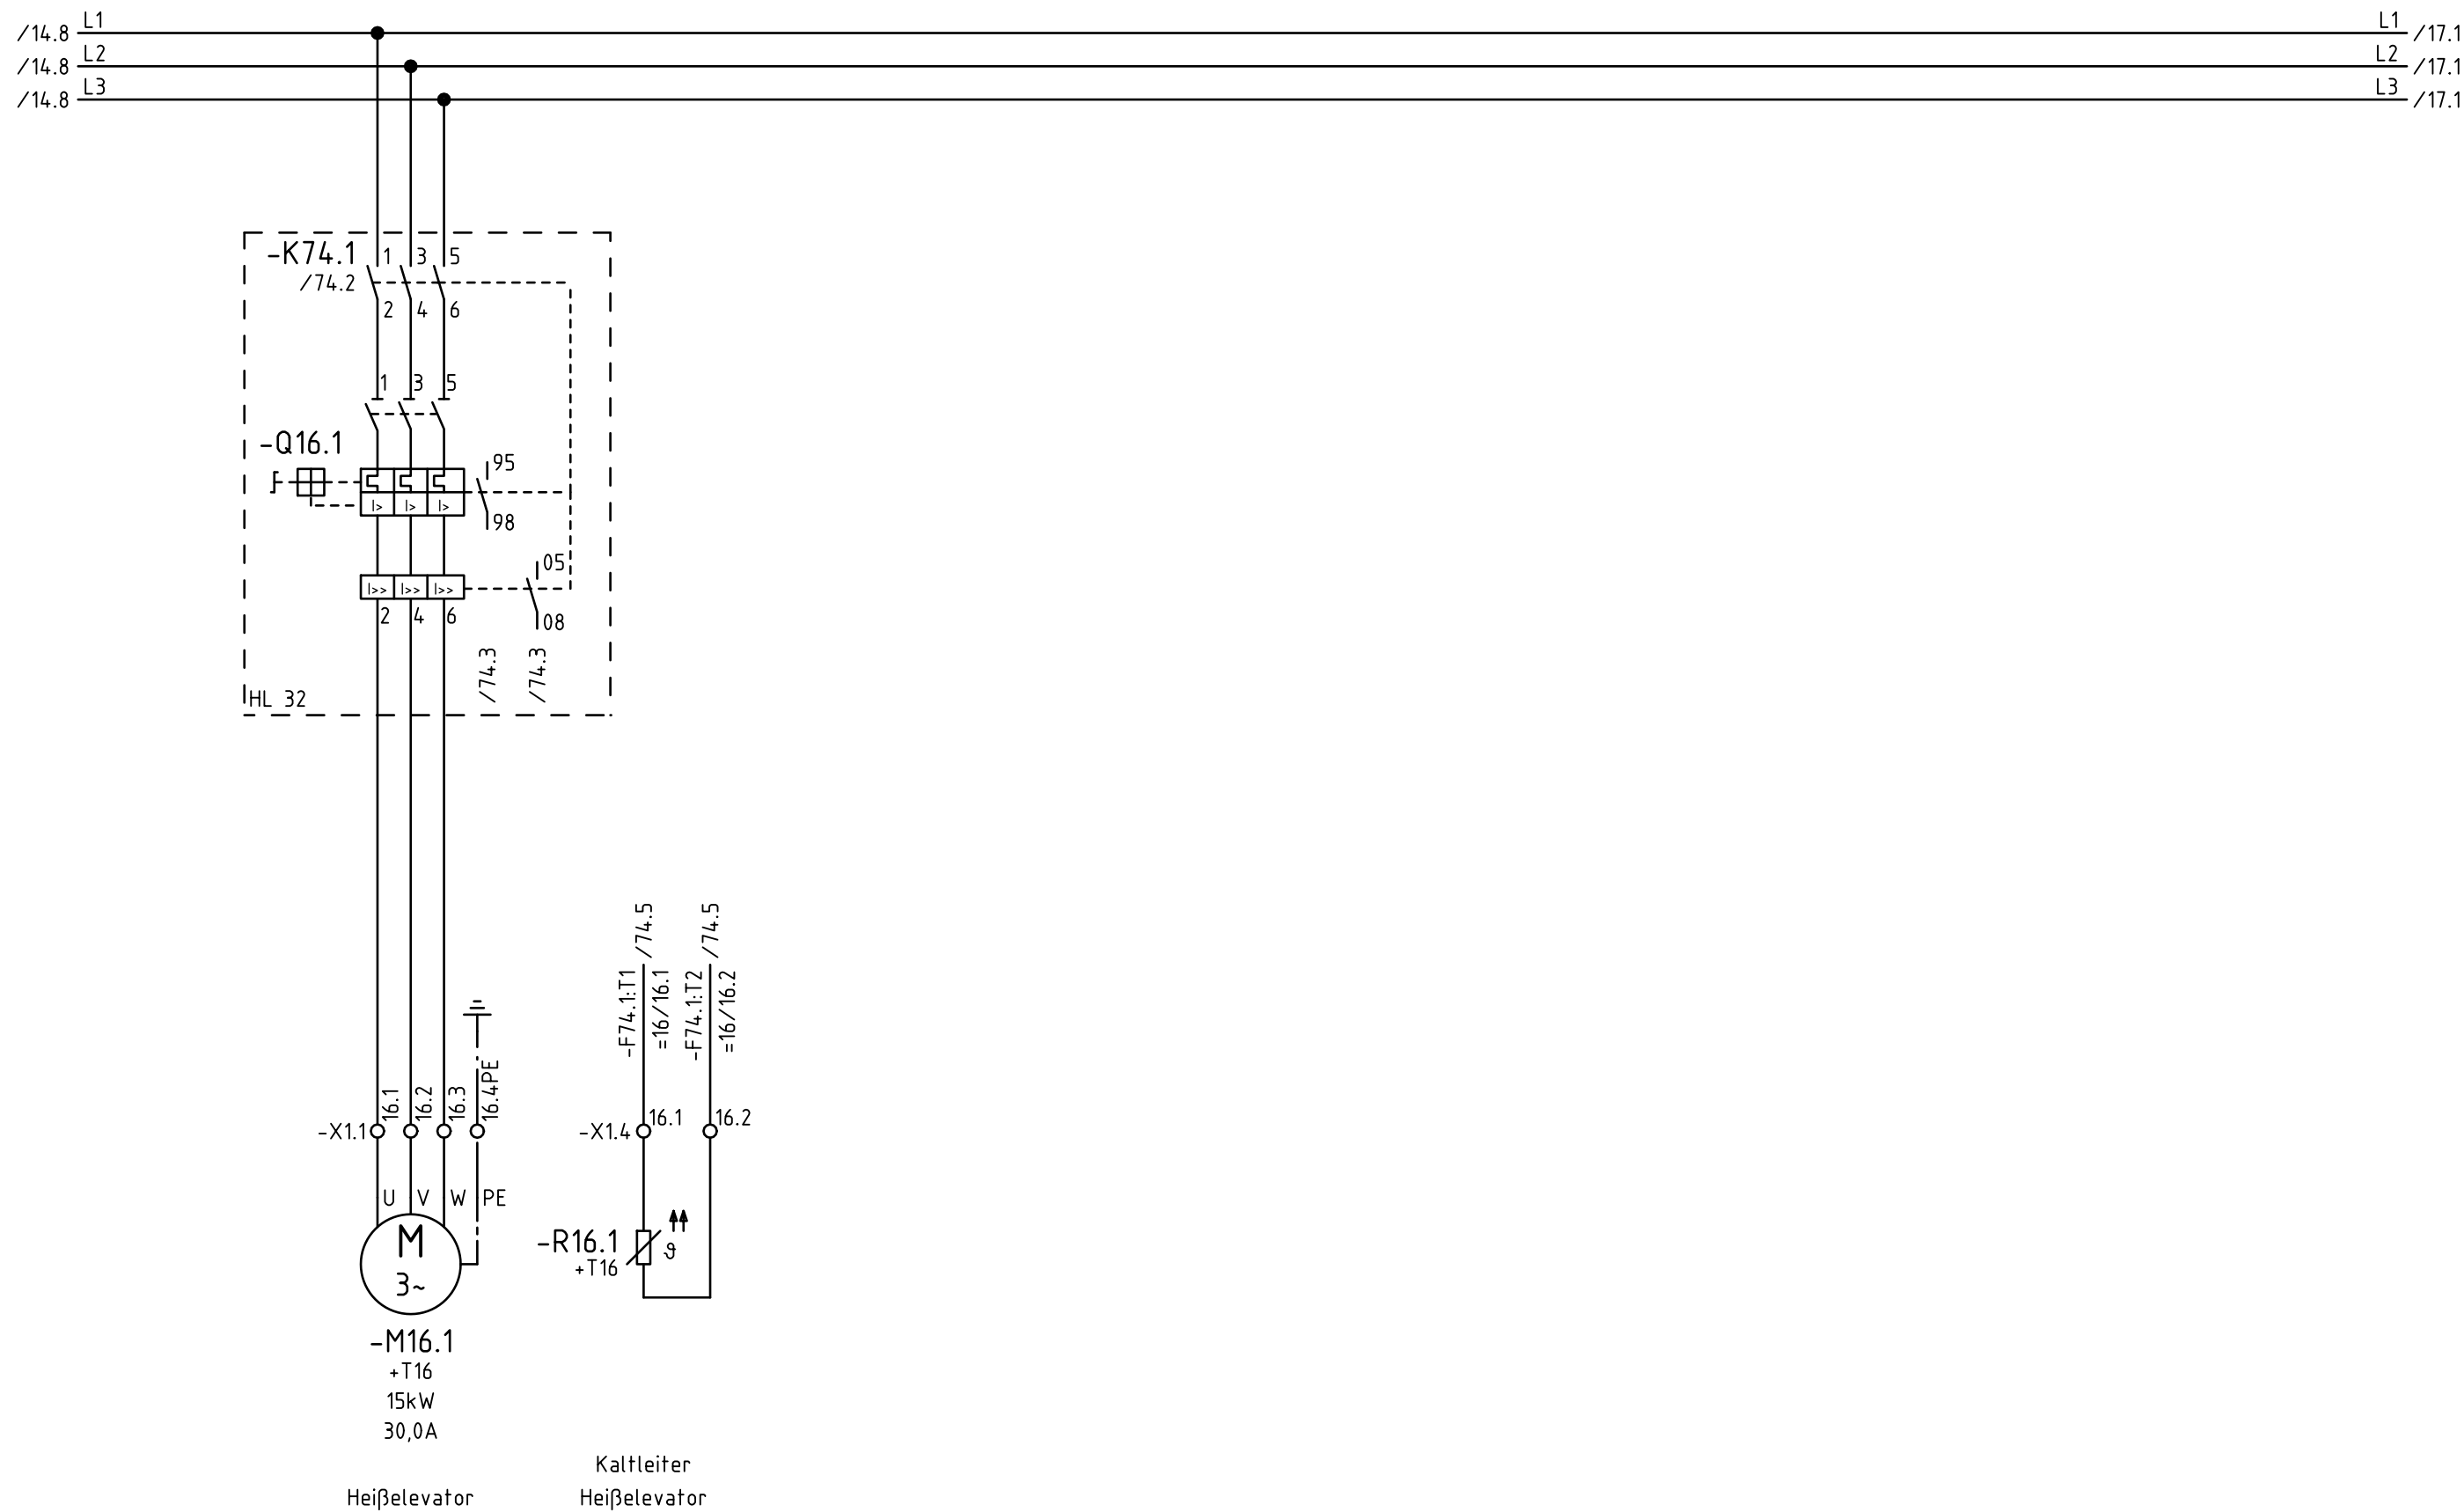 /14.8 L1 L1 /17.1
/14.8 L2 L2 /17.1
/14.8 L3 L3 /17.1
-K74.1 1 3 5
/74.2
2 4 6
1 3 5
-Q16.1
95
I> I> I>
98
05
I>> I>> I>>
2 4 6
08
/74.3 /74.3
HL 32
/74.5 /74.5
-F74.1:T1 =16/16.1 -F74.1:T2 =16/16.2
16.1 16.2 16.3 16.4PE
-X1.1
-X1.4 16.1 16.2
U V W PE
M
3~
-R16.1
+T16
ϑ
-M16.1
+T16
15kW
30,0A
Kaltleiter
Heißelevator Heißelevator